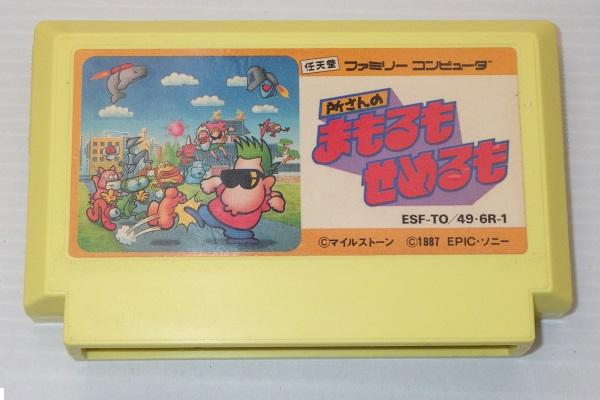 任天堂 ファミリー コンピュータ™
所さんの
まもるも
せめるも
ESF-TO/49・6R-1
©マイルストーン ©1987 EPIC・ソニー